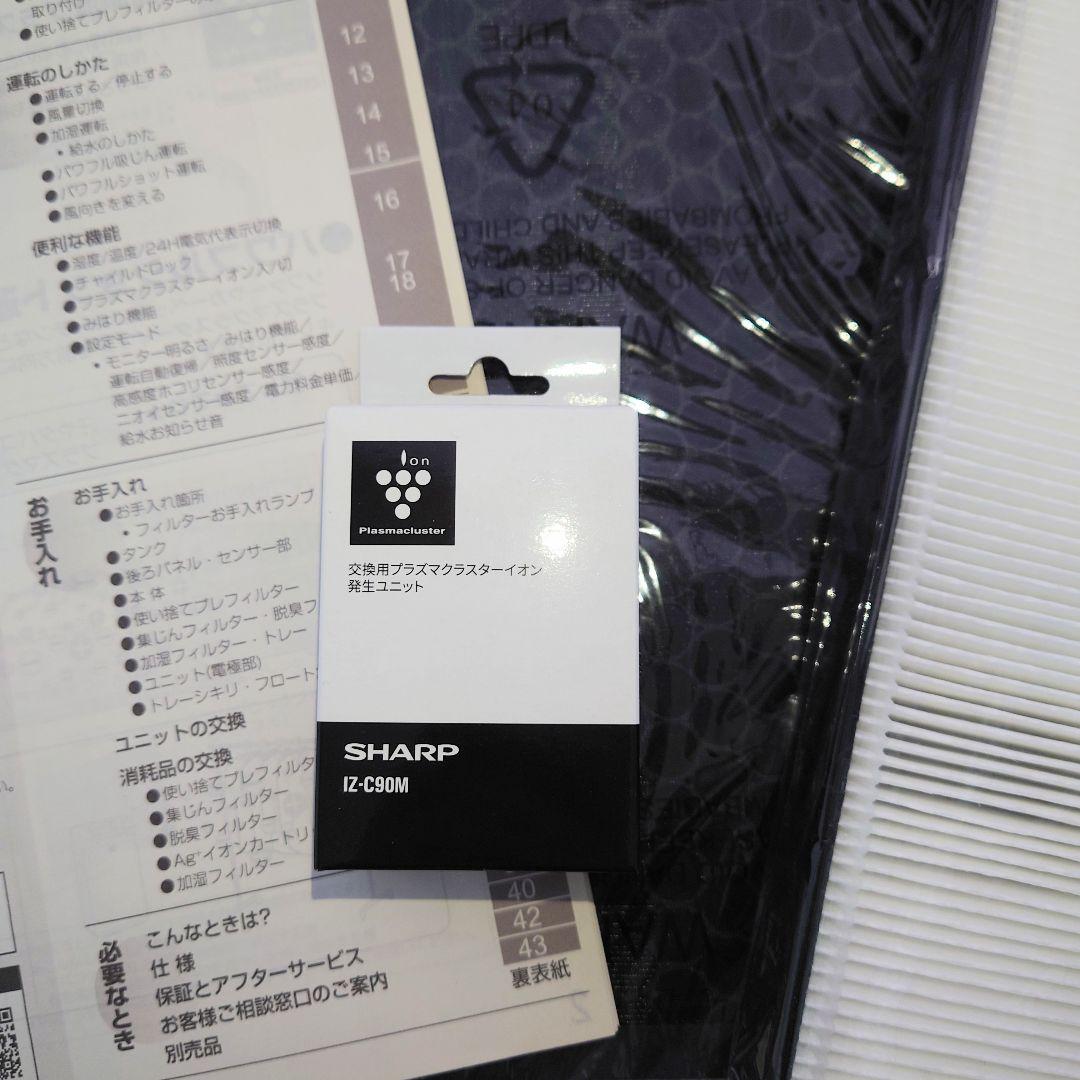 取り付け
●使い捨てプレフィルターの
12
運転のしかた
●運転する/停止する
13
●風量切換
●加湿運転
14
・給水のしかた
●パワフル吸じん運転
15
●パワフルショット運転
●風向きを変える
16
便利な機能
●湿度/温度/24H電気代表示切換
17
●チャイルドロック
18
●プラズマクラスターイオン入/切
●みはり機能
●設定モード
・モニター明るさ/みはり機能/
運転自動復帰/照度センサー感度/
高感度ホコリセンサー感度/
ニオイセンサー感度/電力料金単価/
給水お知らせ音
お手入れ
お手入れ
●お手入れ箇所
・フィルターお手入れランプ
●タンク
●後ろパネル・センサー部
●本体
●使い捨てプレフィルター
●集じんフィルター・脱臭フ
●加湿フィルター・トレー
●ユニット(電極部)
●トレーシキリ・フロート
ユニットの交換
消耗品の交換
●使い捨てプレフィルタ
●集じんフィルター
●脱臭フィルター
●Ag⁺イオンカートリ
●加湿フィルター
40
42
43
必要なとき
こんなときは?
仕様
保証とアフターサービス
裏表紙
お客様ご相談窓口のご案内
別売品
2
ion
Plasmacluster
交換用プラズマクラスターイオン
発生ユニット
SHARP
IZ-C90M
EDGE
04
FROM BABIES AND CHILD